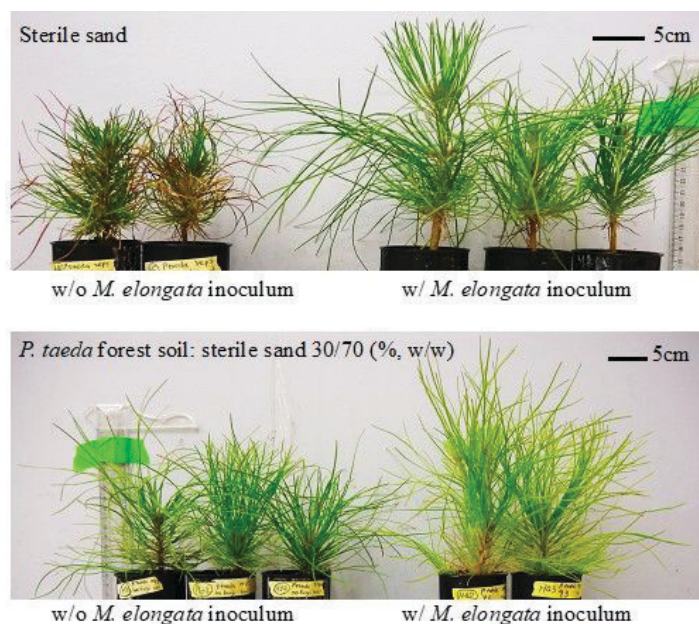 Sterile sand
5cm
w/o M. elongata inoculum
w/ M. elongata inoculum
P. taeda forest soil: sterile sand 30/70 (%, w/w)
5cm
w/o M. elongata inoculum
w/ M. elongata inoculum